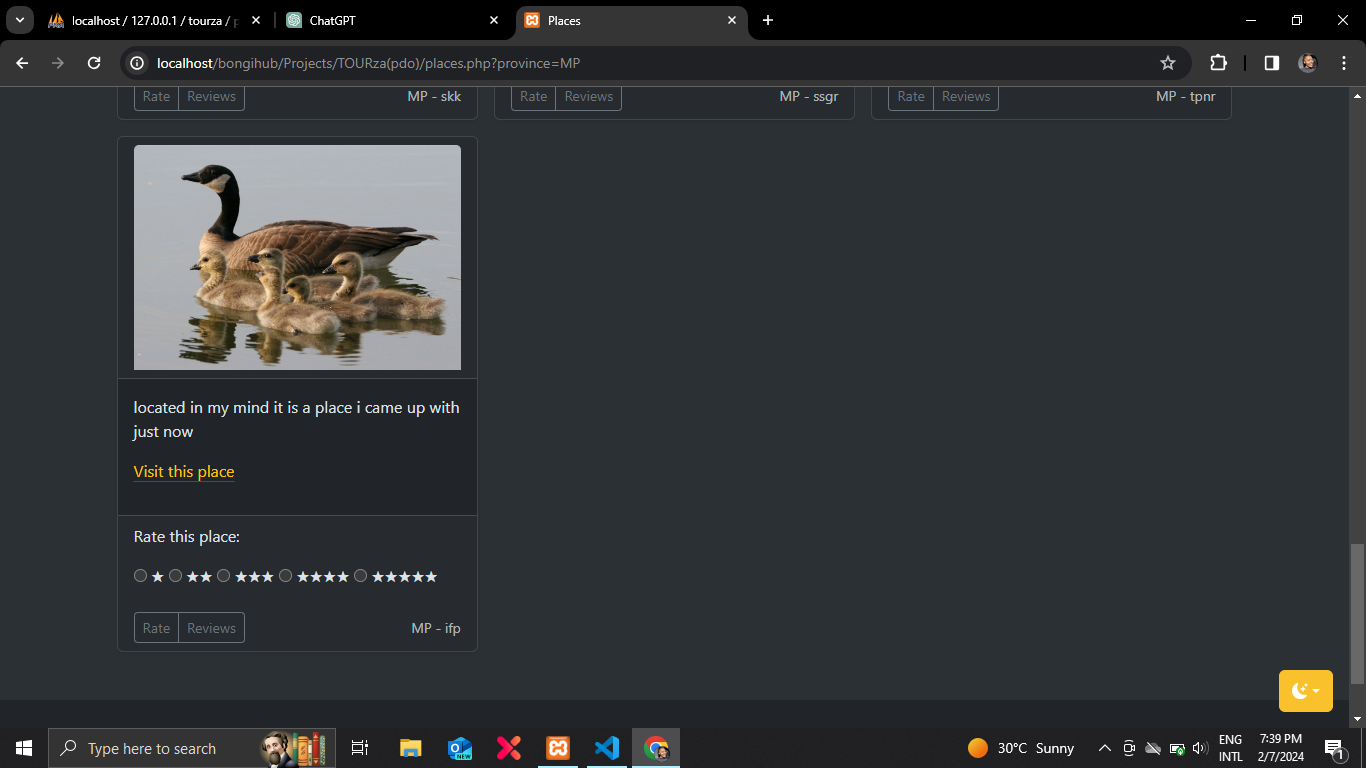 localhost / 127.0.0.1 / tourza / p
ChatGPT
Places
localhost/bongihub/Projects/TOURza(pdo)/places.php?province=MP
Rate Reviews MP - skk
Rate Reviews MP - ssgr
Rate Reviews MP - tpnr
located in my mind it is a place i came up with
just now
Visit this place
Rate this place:
★ ★★ ★★★ ★★★★ ★★★★★
Rate Reviews MP - ifp
Type here to search
NEW
30°C Sunny
ENG
INTL
7:39 PM
2/7/2024
1